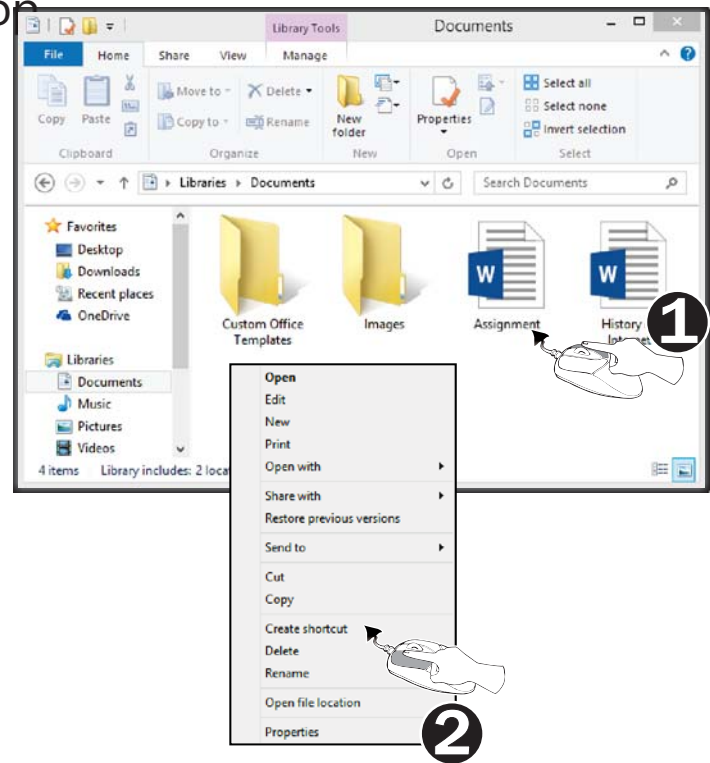 op
Library Tools
Documents
File Home Share View Manage
Copy
Paste
Move to
Copy to
Delete
Rename
New
folder
Properties
Select all
Select none
Invert selection
Clipboard Organize New Open Select
Libraries Documents
Search Documents
Favorites
Desktop
Downloads
Recent places
OneDrive
Libraries
Documents
Music
Pictures
Videos
Custom Office
Templates
Images
W
Assignment
W
History
1
4 items Library includes: 2
Open
Edit
New
Print
Open with
Share with
Restore previous versions
Send to
Cut
Copy
Create shortcut
Delete
Rename
Open file location
Properties
2